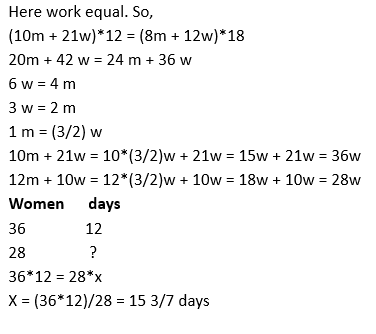 Here work equal. So,
(10m + 21w)*12 = (8m + 12w)*18
20m + 42 w = 24 m + 36 w
6 w = 4 m
3 w = 2 m
1 m = (3/2) w
10m + 21w = 10*(3/2)w + 21w = 15w + 21w = 36w
12m + 10w = 12*(3/2)w + 10w = 18w + 10w = 28w
Women days
36 12
28 ?
36*12 = 28*x
X = (36*12)/28 = 15 3/7 days